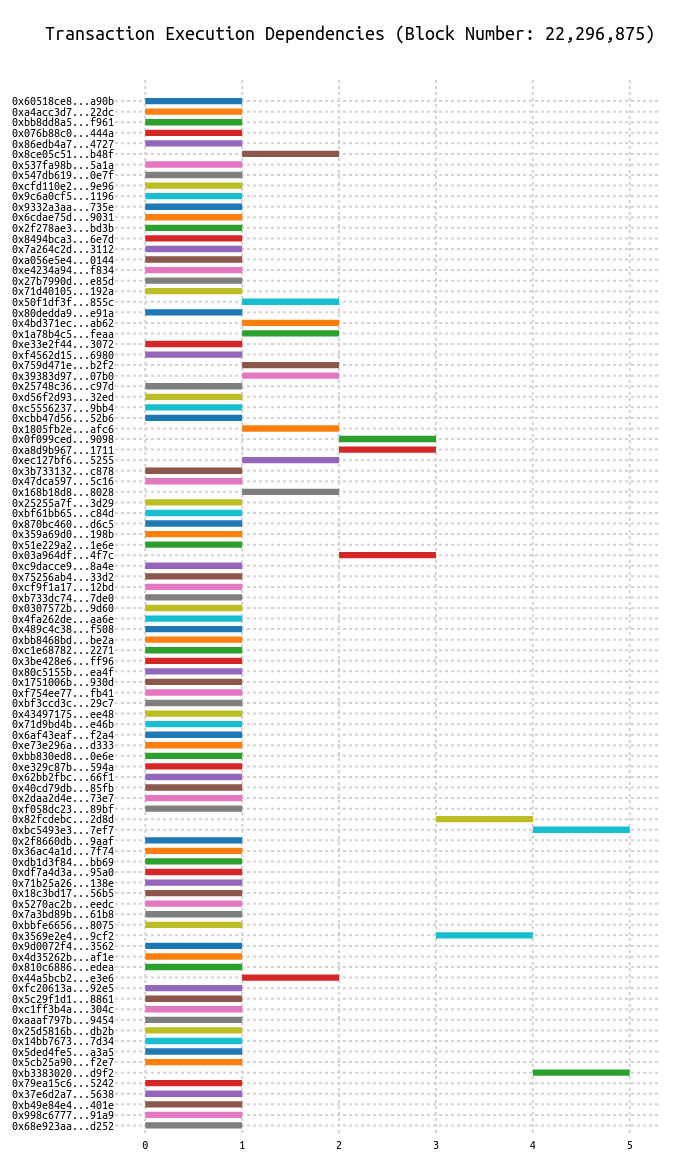 Transaction Execution Dependencies (Block Number: 22,296,875)
0x60518ce8...a90b
0xa4acc3d7...22dc
0xbb8dd8a5...f961
0x076b88c0...444a
0x86edb4a7...4727
0x8ce05c51...b48f
0x537fa98b...5a1a
0x547db619...0e7f
0xcfd110e2...9e96
0x9c6a0cf5...1196
0x9332a3aa...735e
0x6cdae75d...9031
0x2f278ae3...bd3b
0x8494bca3...6e7d
0x7a264c2d...3112
0xa056e5e4...0144
0xe4234a94...f834
0x27b7990d...e85d
0x71d40105...192a
0x50f1df3f...855c
0x80dedda9...e91a
0x4bd371ec...ab62
0x1a78b4c5...feaa
0xe33e2f44...3072
0xf4562d15...6980
0x759d471e...b2f2
0x39383d97...07b0
0x25748c36...c97d
0xd56f2d93...32ed
0xc5556237...9bb4
0xcbb47d56...52b6
0x1805fb2e...afc6
0x0f099ced...9098
0xa8d9b967...1711
0xec127bf6...5255
0x3b733132...c878
0x47dca597...5c16
0x168b18d8...8028
0x25255a7f...3d29
0xbf61bb65...c84d
0x870bc460...d6c5
0x359a69d0...198b
0x51e229a2...1e6e
0x03a964df...4f7c
0xc9dacce9...8a4e
0x75256ab4...33d2
0xcf9f1a17...12bd
0xb733dc74...7de0
0x0307572b...9d60
0x4fa262de...aa6e
0x489c4c38...f508
0xbb8468bd...be2a
0xc1e68782...2271
0x3be428e6...ff96
0x80c5155b...ea4f
0x1751006b...930d
0xf754ee77...fb41
0xbf3ccd3c...29c7
0x43497175...ee48
0x71d9bd4b...e46b
0x6af43eaf...f2a4
0xe73e296a...d333
0xbb830ed8...0e6e
0xe329c87b...594a
0x62bb2fbc...66f1
0x40cd79db...85fb
0x2daa2d4e...73e7
0xf058dc23...89bf
0x82fcdebc...2d8d
0xbc5493e3...7ef7
0x2f8660db...9aaf
0x36ac4a1d...7f74
0xdb1d3f84...bb69
0xdf7a4d3a...95a0
0x71b25a26...138e
0x18c3bd17...56b5
0x5270ac2b...eedc
0x7a3bd89b...61b8
0xbbfe6656...8075
0x3569e2e4...9cf2
0x9d0072f4...3562
0x4d35262b...af1e
0x810c6886...edea
0x44a5bcb2...e3e6
0xfc20613a...92e5
0x5c29f1d1...8861
0xc1ff3b4a...304c
0xaaaf797b...9454
0x25d5816b...db2b
0x14bb7673...7d34
0x5ded4fe5...a3a5
0x5cb25a90...f2e7
0xb3383020...d9f2
0x79ea15c6...5242
0x37e6d2a7...5638
0xb49e84e4...401e
0x998c6777...91a9
0x68e923aa...d252
0 1 2 3 4 5